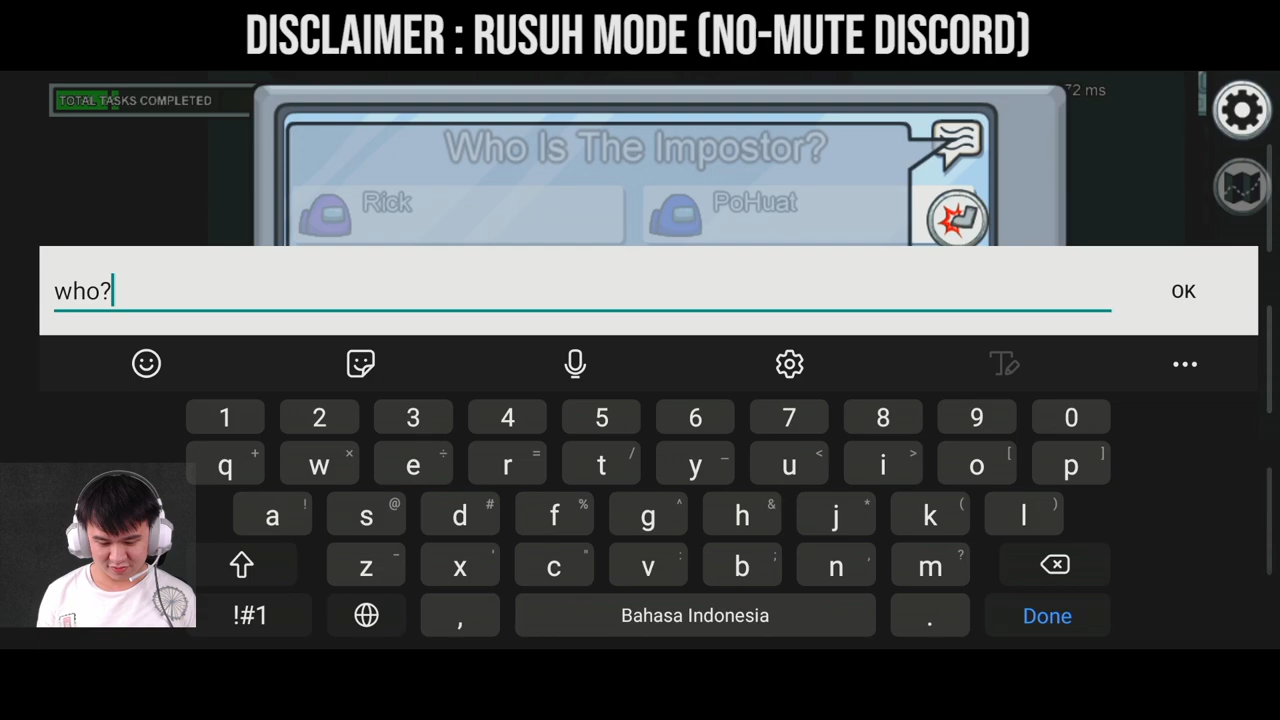 DISCLAIMER : RUSUH MODE (NO-MUTE DISCORD)
TOTAL TASKS COMPLETED
72 ms
Who Is The Impostor?
Rick
PoHuat
who?
OK
1 2 3 4 5 6 7 8 9 0
q + w × e ÷ r = t / y _ u < i > o [ p ]
a ! s @ d # f % g ^ h & j * k ( l )
z - x ' c " v : b ; n , m ?
!#1 , Bahasa Indonesia . Done